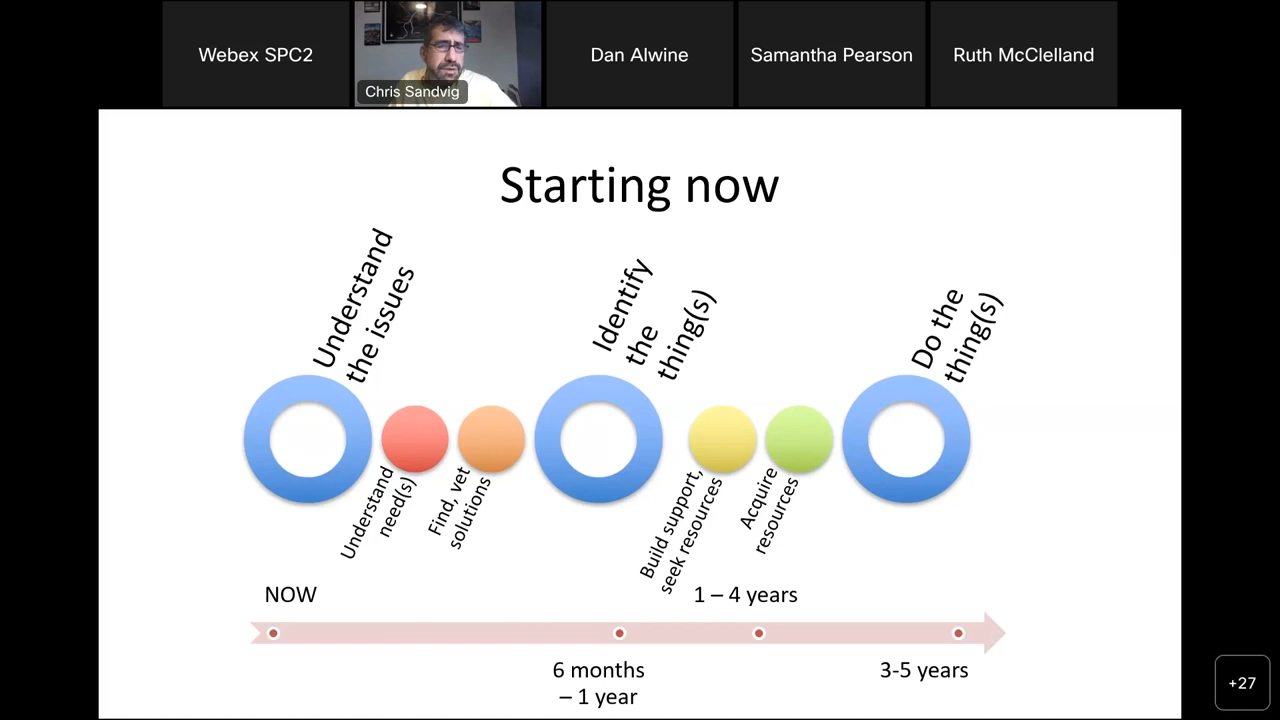 Webex SPC2
Chris Sandvig
Dan Alwine
Samantha Pearson
Ruth McClelland
Starting now
Understand
the issues
Identify
the
thing(s)
Do the
thing(s)
Understand
need(s)
Find, vet
solutions
Build support,
seek resources
Acquire
resources
NOW
1 – 4 years
6 months
– 1 year
3-5 years
+27